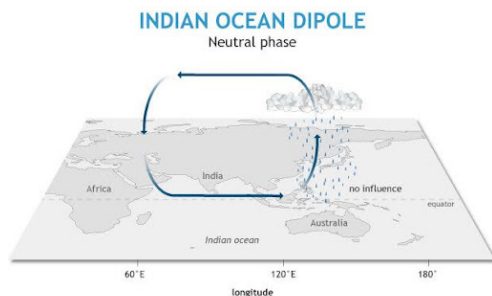 INDIAN OCEAN DIPOLE
Neutral phase
Africa
India
no influence
equator
Australia
Indian ocean
60°E
120°E
180°
longitude